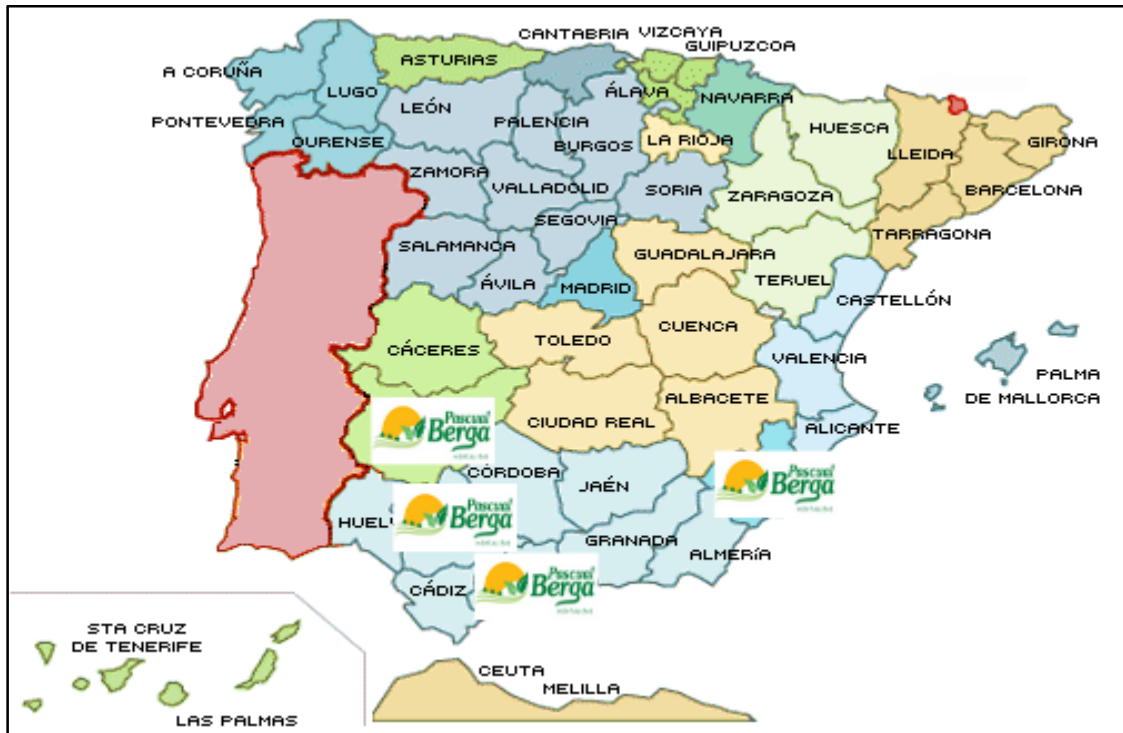 CANTABRIA
VIZCAYA
GUIPUZCOA
ASTURIAS
A CORUÑA
LUGO
LEÓN
PALENCIA
ÁLAVA
NAVARRA
PONTEVEDRA
OURENSE
BURGOS
LA RIOJA
HUESCA
LLEIDA
GIRONA
ZAMORA
VALLADOLID
SORIA
ZARAGOZA
BARCELONA
SEGOVIA
TARRAGONA
SALAMANCA
GUADALAJARA
ÁVILA
MADRID
TERUEL
CASTELLÓN
CÁCERES
TOLEDO
CUENCA
VALENCIA
PALMA
DE MALLORCA
ALBACETE
CIUDAD REAL
ALICANTE
Pascual
Berga
CÓRDOBA
JAÉN
Pascual
Berga
HUELV
Pascual
Berga
GRANADA
ALMERíA
CÁDIZ
Pascual
Berga
STA CRUZ
DE TENERIFE
LAS PALMAS
CEUTA
MELILLA